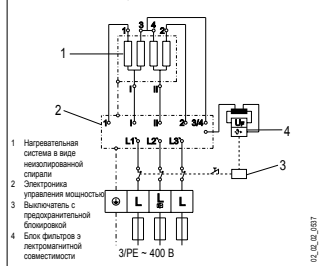 3 4
1 2
1
I II
2
1 I II 2 3/4
L1 L2 L3
4
3
L L L
3/PE ~ 400 В
1 Нагревательная
система в виде
неизолированной
спирали
2 Электроника
управления мощностью
3 Выключатель с
предохранительной
блокировкой
4 Блок фильтров э
лектромагнитной
совместимости
02_02_02_0537